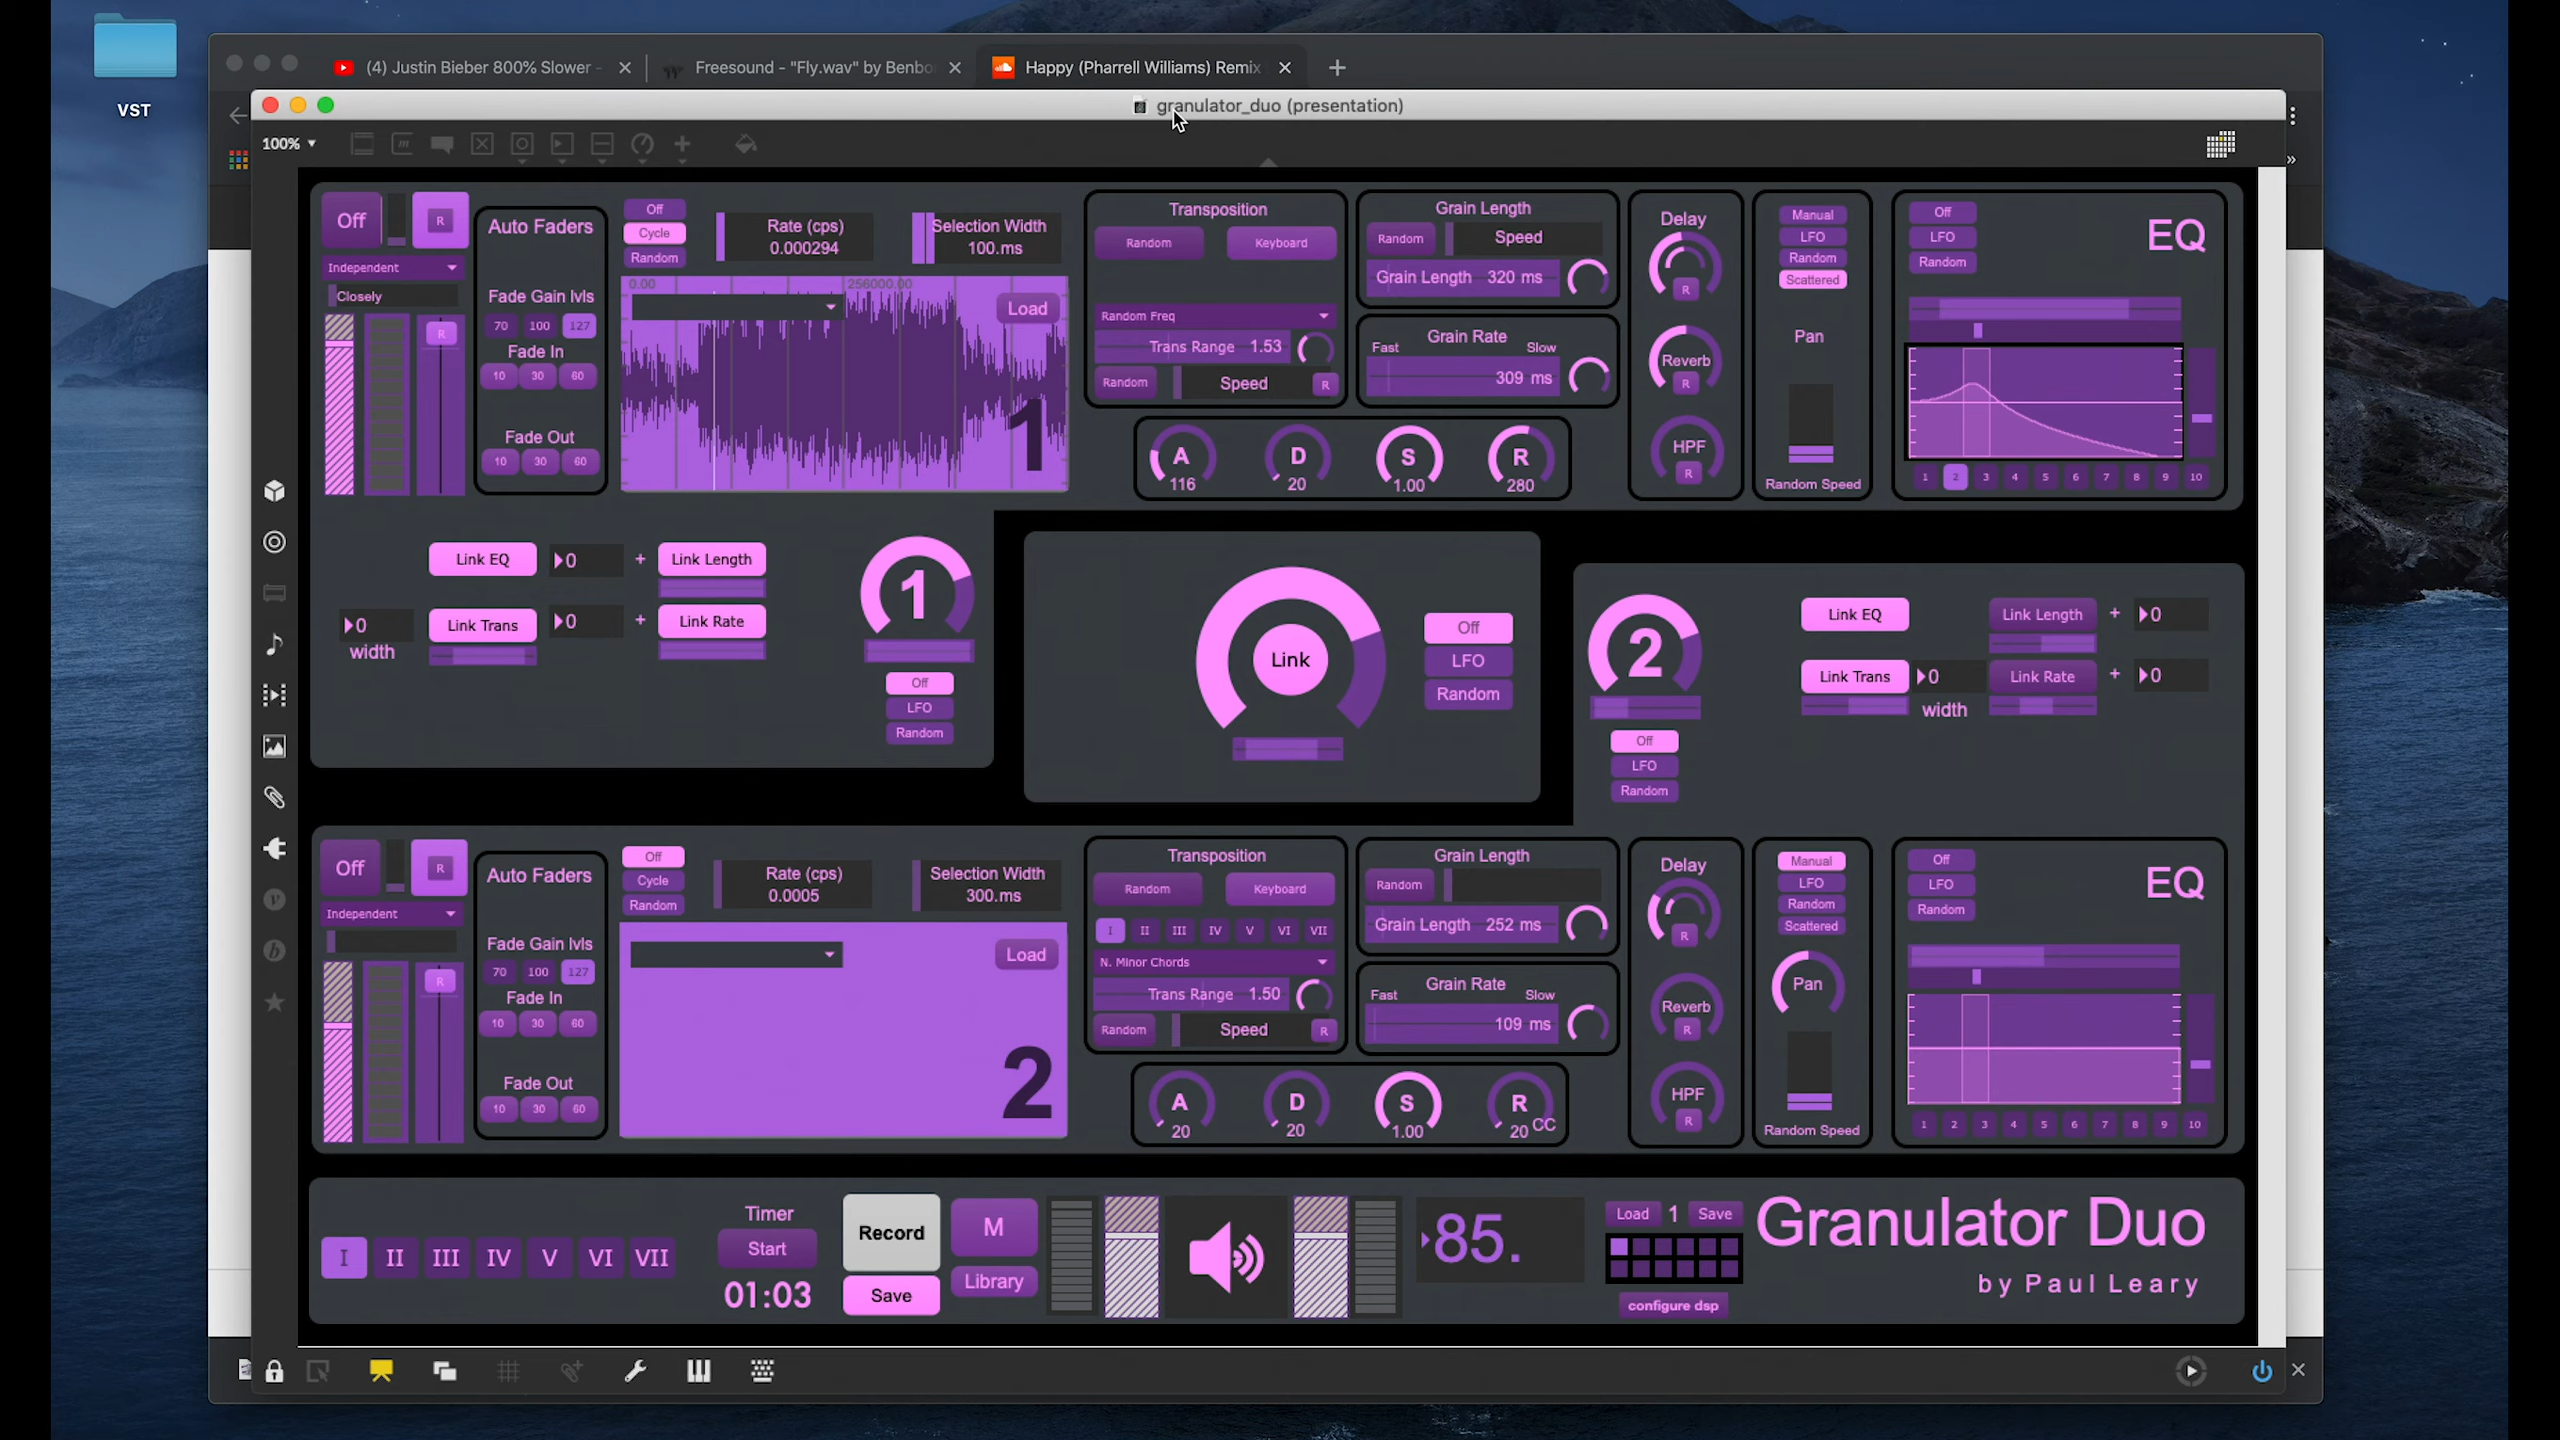 VST
(4) Justin Bieber 800% Slower -
Freesound - "Fly.wav" by Benbo
Happy (Pharrell Williams) Remix
granulator_duo (presentation)
100%
Off
R
Independent
Closely
R
Auto Faders
Fade Gain lvls
70 100 127
Fade In
10 30 60
Fade Out
10 30 60
Off
Cycle
Random
Rate (cps)
0.000294
Selection Width
100.ms
0.00
256000.00
Load
1
Transposition
Random
Keyboard
Random Freq
Trans Range 1.53
Random
Speed
R
Grain Length
Random
Speed
Grain Length 320 ms
Grain Rate
Fast
Slow
309 ms
A
116
D
20
S
1.00
R
280
Delay
R
Reverb
R
HPF
R
Manual
LFO
Random
Scattered
Pan
Random Speed
Off
LFO
Random
EQ
1 2 3 4 5 6 7 8 9 10
Link EQ
0
+
Link Length
0
width
Link Trans
0
+
Link Rate
1
Off
LFO
Random
Link
Off
LFO
Random
2
Off
LFO
Random
Link EQ
Link Length
+
0
Link Trans
0
width
Link Rate
+
0
Off
R
Independent
R
Auto Faders
Fade Gain lvls
70 100 127
Fade In
10 30 60
Fade Out
10 30 60
Off
Cycle
Random
Rate (cps)
0.0005
Selection Width
300.ms
Load
2
Transposition
Random
Keyboard
I II III IV V VI VII
N. Minor Chords
Trans Range 1.50
Random
Speed
R
Grain Length
Random
Grain Length 252 ms
Grain Rate
Fast
Slow
109 ms
A
20
D
20
S
1.00
R
20 CC
Delay
R
Reverb
R
HPF
R
Manual
LFO
Random
Scattered
Pan
Random Speed
Off
LFO
Random
EQ
1 2 3 4 5 6 7 8 9 10
I II III IV V VI VII
Timer
Start
01:03
Record
Save
M
Library
85.
Load 1 Save
configure dsp
Granulator Duo
by Paul Leary